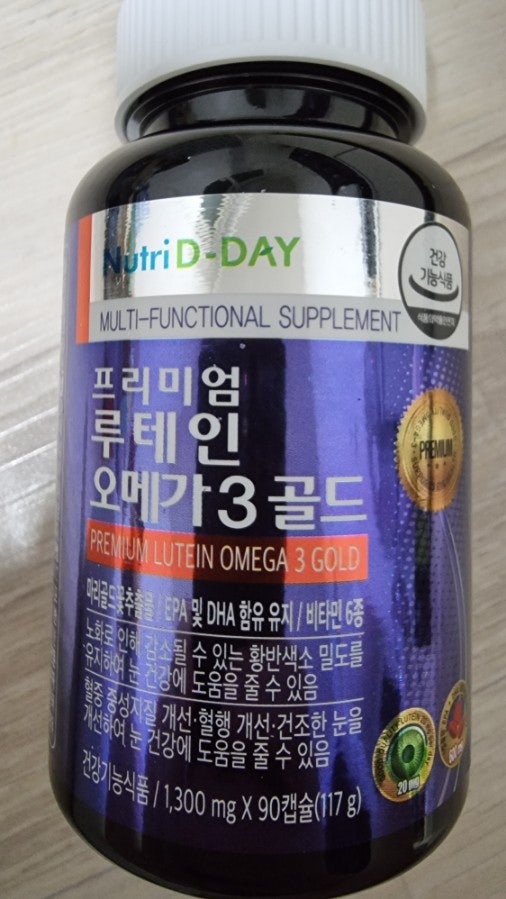 Nutri D-DAY
건강
기능식품
MULTI-FUNCTIONAL SUPPLEMENT
프리미엄
루테인
오메가3 골드
PREMIUM
PREMIUM LUTEIN OMEGA 3 GOLD
마리골드꽃추출물 / EPA 및 DHA 함유 유지 / 비타민 6종
노화로 인해 감소될 수 있는 황반색소 밀도를
유지하여 눈 건강에 도움을 줄 수 있음
혈중 중성지질 개선·혈행 개선·건조한 눈을
개선하여 눈 건강에 도움을 줄 수 있음
건강기능식품 / 1,300 mg X 90캡슐(117 g)
20 mg